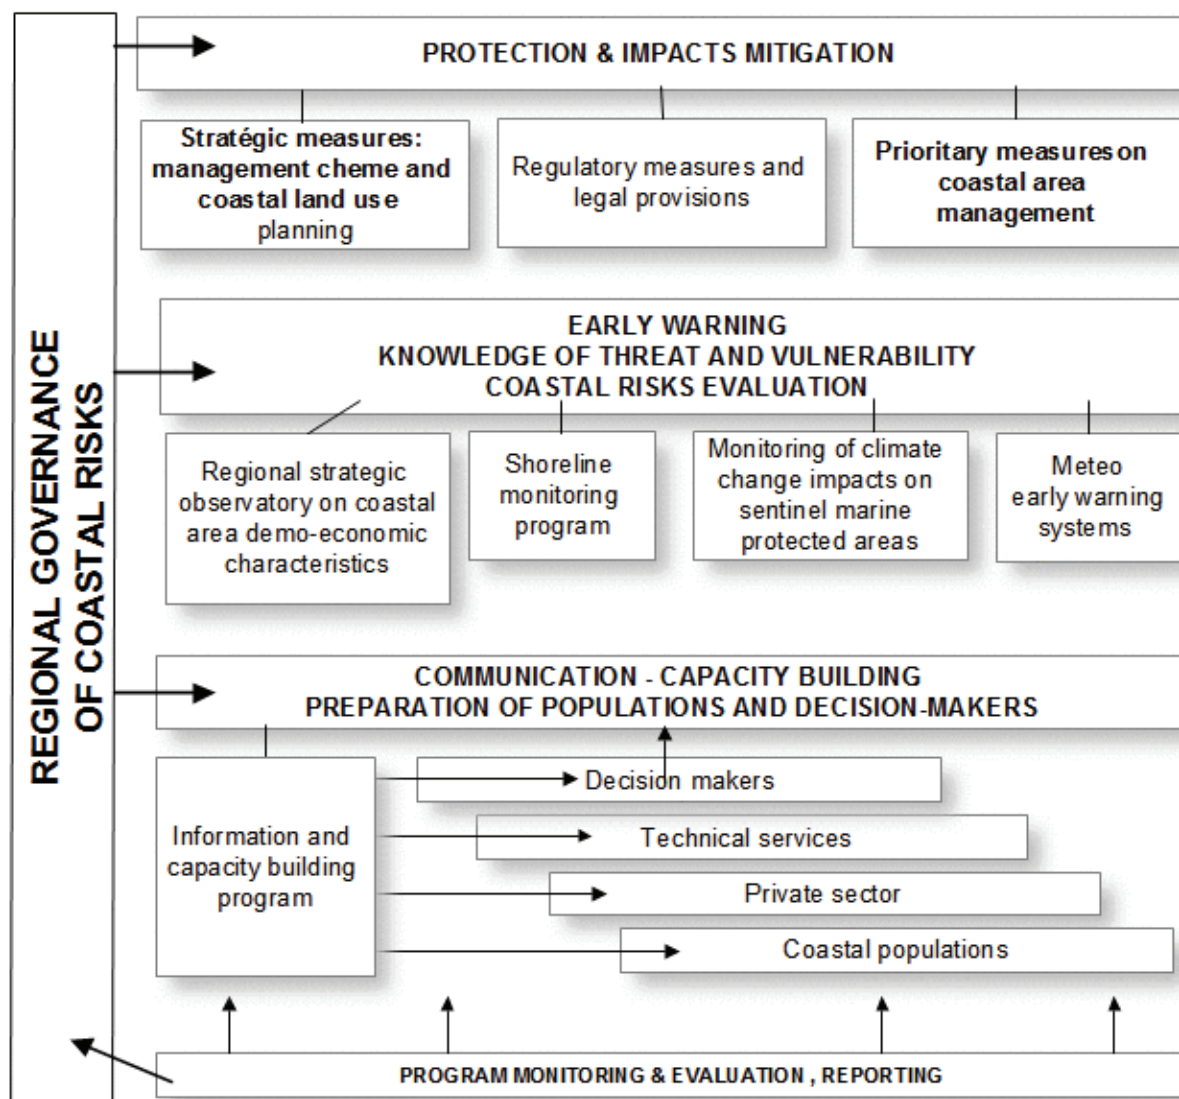 REGIONAL GOVERNANCE
OF COASTAL RISKS
PROTECTION & IMPACTS MITIGATION
Stratégic measures:
management cheme and
coastal land use
planning
Regulatory measures and
legal provisions
Prioritary measures on
coastal area
management
EARLY WARNING
KNOWLEDGE OF THREAT AND VULNERABILITY
COASTAL RISKS EVALUATION
Regional strategic
observatory on coastal
area demo-economic
characteristics
Shoreline
monitoring
program
Monitoring of climate
change impacts on
sentinel marine
protected areas
Meteo
early warning
systems
COMMUNICATION - CAPACITY BUILDING
PREPARATION OF POPULATIONS AND DECISION-MAKERS
Information and
capacity building
program
Decision makers
Technical services
Private sector
Coastal populations
PROGRAM MONITORING & EVALUATION , REPORTING